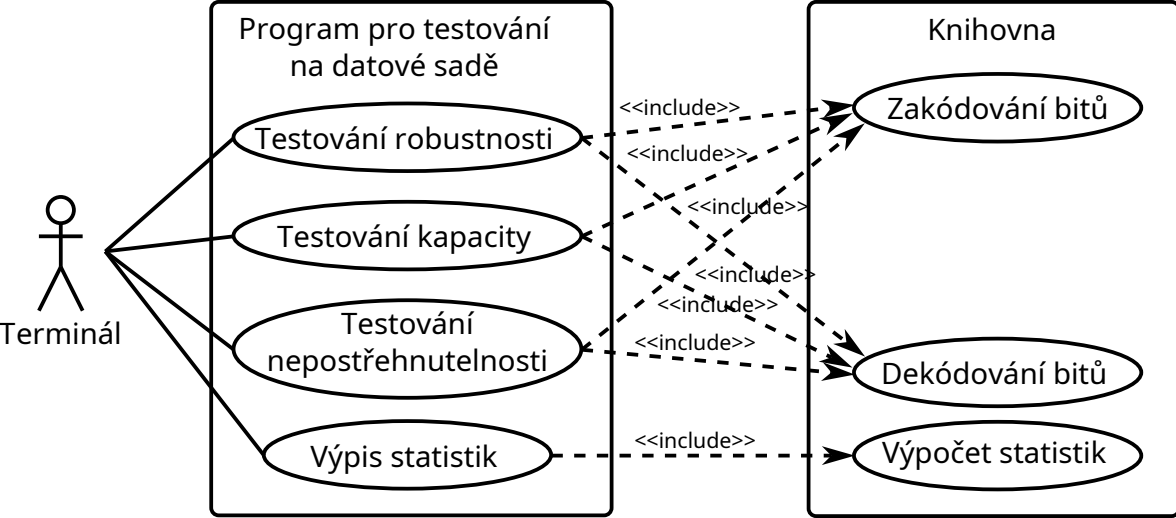 Program pro testování
na datové sadě
Knihovna
<<include>>
Zakódování bitů
Testování robustnosti
<<include>>
<<include>>
Testování kapacity
<<include>>
<<include>>
Testování
nepostřehnutelnosti
<<include>>
Terminál
Dekódování bitů
<<include>>
Výpis statistik
Výpočet statistik